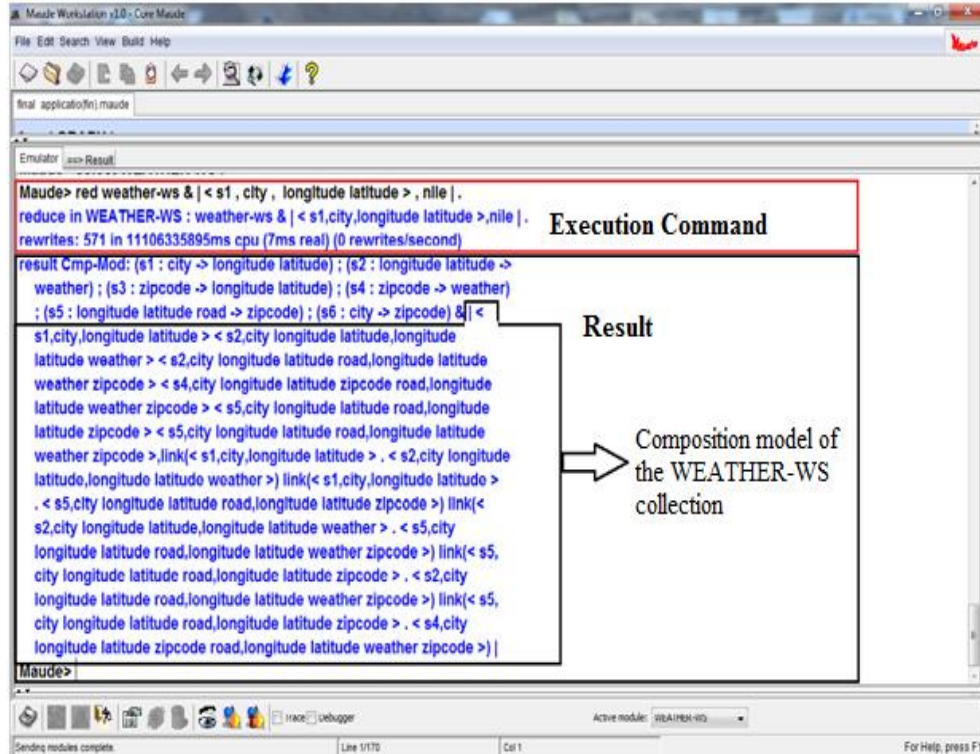 Maude Workstation v1.0 - Core Maude
File Edit Search View Build Help
final applicatio(fin).maude
Emulator ==> Result
Maude> red weather-ws & | < s1 , city , longitude latitude > , nile | .
reduce in WEATHER-WS : weather-ws & | < s1,city,longitude latitude >,nile | .
rewrites: 571 in 11106335895ms cpu (7ms real) (0 rewrites/second)
Execution Command
result Cmp-Mod: (s1 : city -> longitude latitude) ; (s2 : longitude latitude ->
weather) ; (s3 : zipcode -> longitude latitude) ; (s4 : zipcode -> weather)
; (s5 : longitude latitude road -> zipcode) ; (s6 : city -> zipcode) & | <
s1,city,longitude latitude > < s2,city longitude latitude,longitude
latitude weather > < s2,city longitude latitude road,longitude latitude
weather zipcode > < s4,city longitude latitude zipcode road,longitude
latitude weather zipcode > < s5,city longitude latitude road,longitude
latitude zipcode > < s5,city longitude latitude road,longitude latitude
weather zipcode >,link(< s1,city,longitude latitude > . < s2,city longitude
latitude,longitude latitude weather >) link(< s1,city,longitude latitude >
. < s5,city longitude latitude road,longitude latitude zipcode >) link(<
s2,city longitude latitude,longitude latitude weather > . < s5,city
longitude latitude road,longitude latitude weather zipcode >) link(< s5,
city longitude latitude road,longitude latitude zipcode > . < s2,city
longitude latitude road,longitude latitude weather zipcode >) link(< s5,
city longitude latitude road,longitude latitude zipcode > . < s4,city
longitude latitude zipcode road,longitude latitude weather zipcode >) |
Result
Composition model of
the WEATHER-WS
collection
Maude>
Trace Debugger Active module: WEATHER-WS
Sending modules complete. Line 1/170 Col 1 For Help, press F